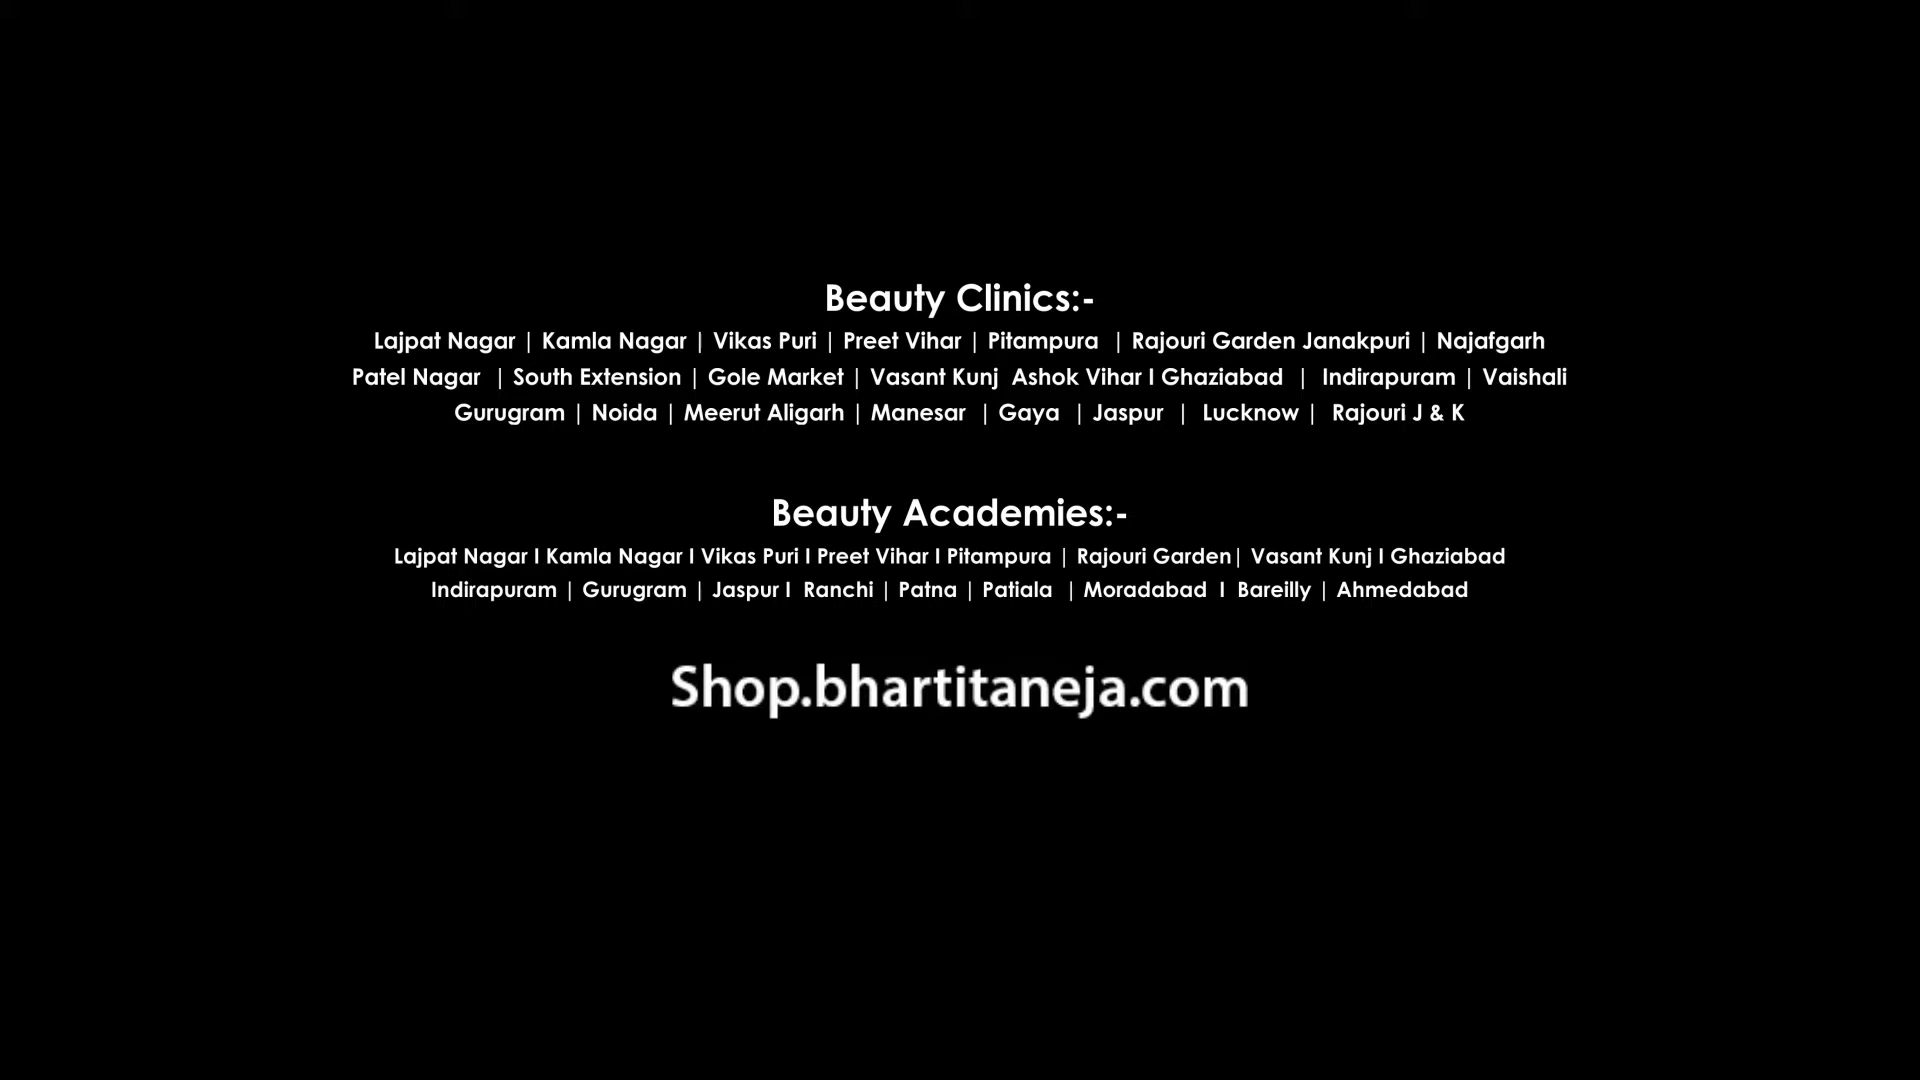 Beauty Clinics:-
Lajpat Nagar | Kamla Nagar | Vikas Puri | Preet Vihar | Pitampura | Rajouri Garden Janakpuri | Najafgarh
Patel Nagar | South Extension | Gole Market | Vasant Kunj Ashok Vihar I Ghaziabad | Indirapuram | Vaishali
Gurugram | Noida | Meerut Aligarh | Manesar | Gaya | Jaspur | Lucknow | Rajouri J & K
Beauty Academies:-
Lajpat Nagar I Kamla Nagar I Vikas Puri I Preet Vihar I Pitampura | Rajouri Garden| Vasant Kunj I Ghaziabad
Indirapuram | Gurugram | Jaspur I Ranchi | Patna | Patiala | Moradabad I Bareilly | Ahmedabad
Shop.bhartitaneja.com